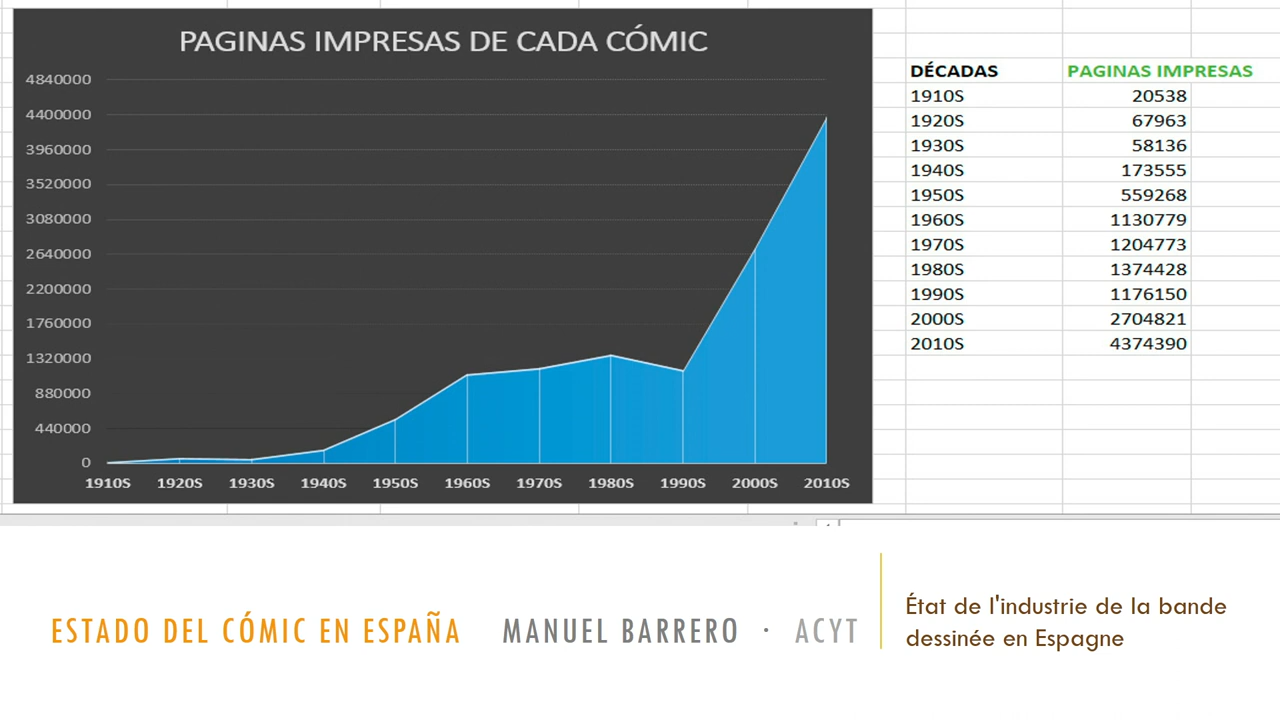 PAGINAS IMPRESAS DE CADA CÓMIC
4840000
4400000
3960000
3520000
3080000
2640000
2200000
1760000
1320000
880000
440000
0
1910S 1920S 1930S 1940S 1950S 1960S 1970S 1980S 1990S 2000S 2010S
DÉCADAS PAGINAS IMPRESAS
1910S 20538
1920S 67963
1930S 58136
1940S 173555
1950S 559268
1960S 1130779
1970S 1204773
1980S 1374428
1990S 1176150
2000S 2704821
2010S 4374390
ESTADO DEL CÓMIC EN ESPAÑA MANUEL BARRERO · ACYT
État de l'industrie de la bande
dessinée en Espagne